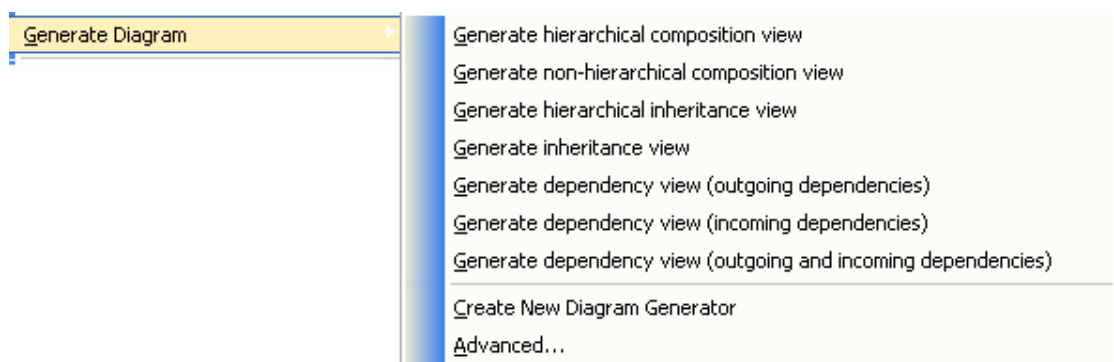 Generate Diagram
Generate hierarchical composition view
Generate non-hierarchical composition view
Generate hierarchical inheritance view
Generate inheritance view
Generate dependency view (outgoing dependencies)
Generate dependency view (incoming dependencies)
Generate dependency view (outgoing and incoming dependencies)
Create New Diagram Generator
Advanced...